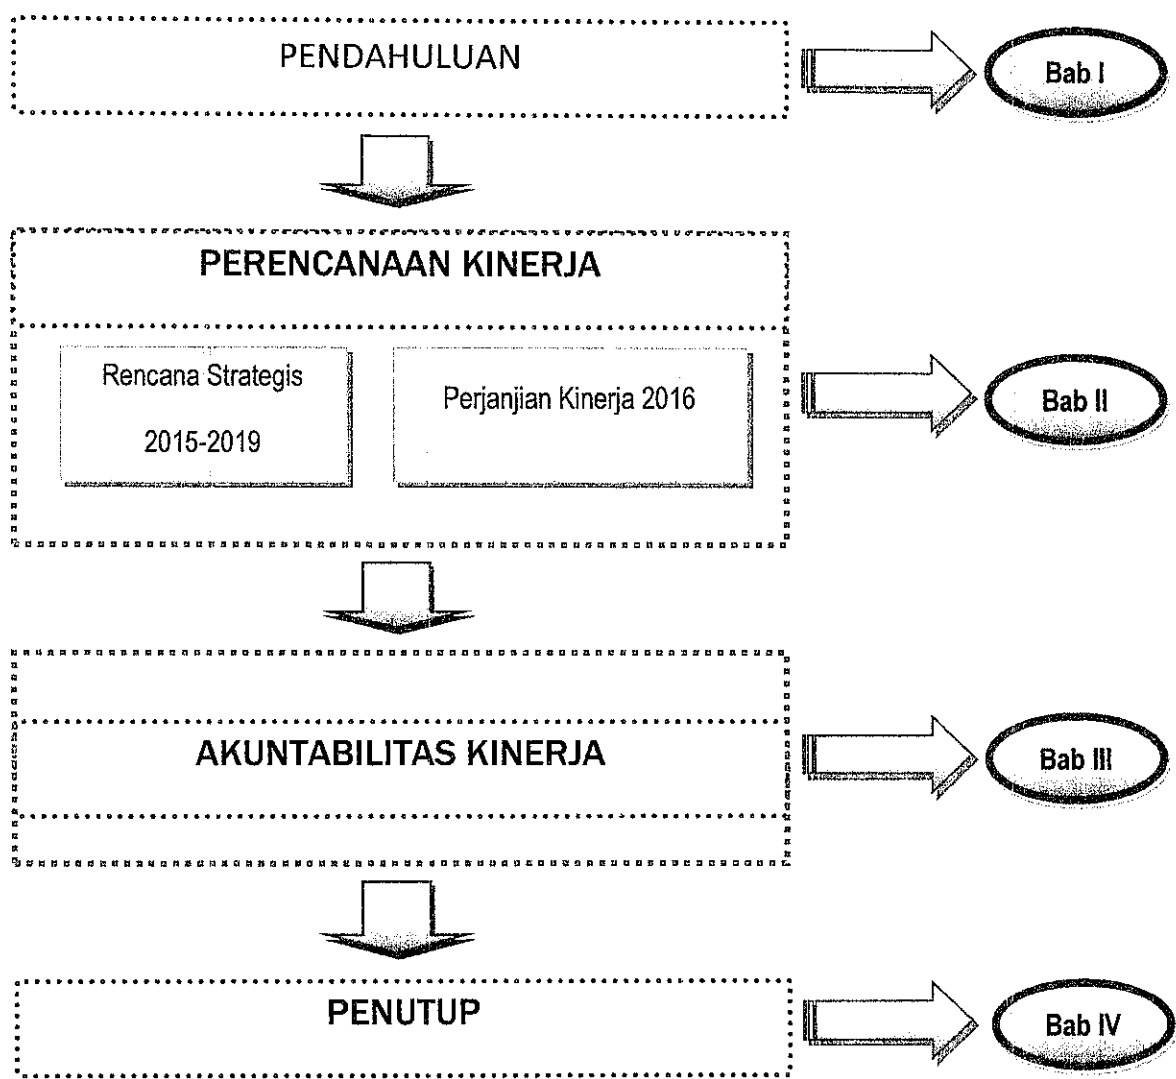 PENDAHULUAN
Bab I
PERENCANAAN KINERJA
Rencana Strategis
2015-2019
Perjanjian Kinerja 2016
Bab II
AKUNTABILITAS KINERJA
Bab III
PENUTUP
Bab IV